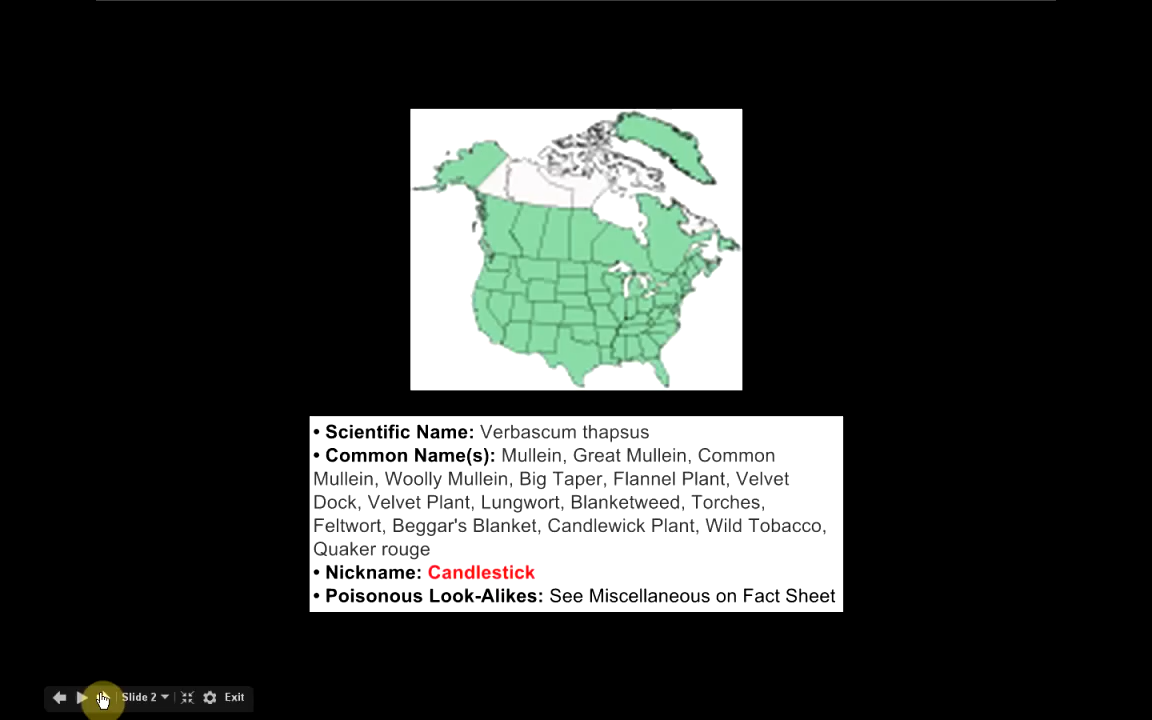 • Scientific Name: Verbascum thapsus
• Common Name(s): Mullein, Great Mullein, Common
Mullein, Woolly Mullein, Big Taper, Flannel Plant, Velvet
Dock, Velvet Plant, Lungwort, Blanketweed, Torches,
Feltwort, Beggar's Blanket, Candlewick Plant, Wild Tobacco,
Quaker rouge
• Nickname: Candlestick
• Poisonous Look-Alikes: See Miscellaneous on Fact Sheet
Slide 2 Exit